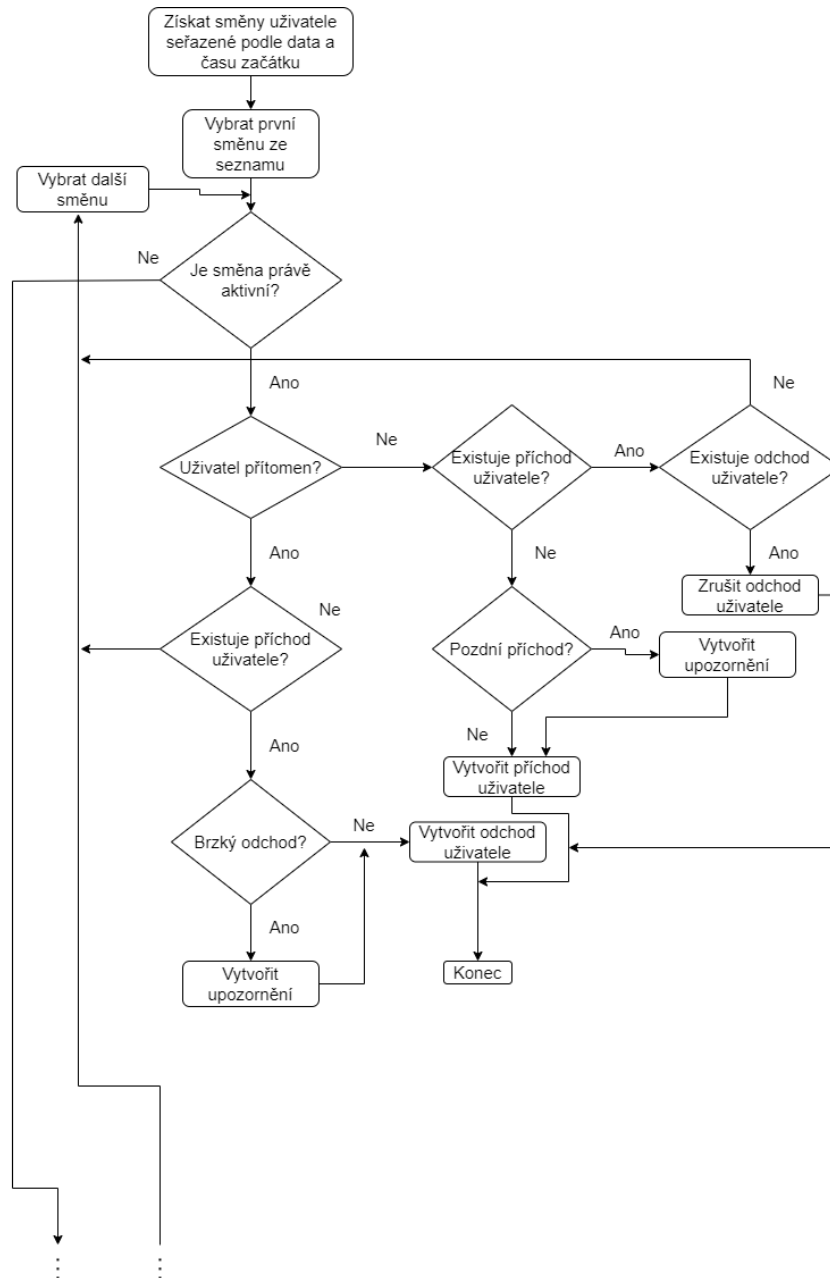 Získat směny uživatele
seřazené podle data a
času začátku
Vybrat první
směnu ze
seznamu
Vybrat další
směnu
Ne
Je směna právě
aktivní?
Ano
Ne
Uživatel přítomen?
Ne
Existuje příchod
uživatele?
Ano
Existuje odchod
uživatele?
Ano
Ne
Ano
Zrušit odchod
uživatele
Existuje příchod
uživatele?
Ne
Pozdní příchod?
Ano
Vytvořit
upozornění
Ano
Ne
Vytvořit příchod
uživatele
Brzký odchod?
Ne
Vytvořit odchod
uživatele
Ano
Vytvořit
upozornění
Konec